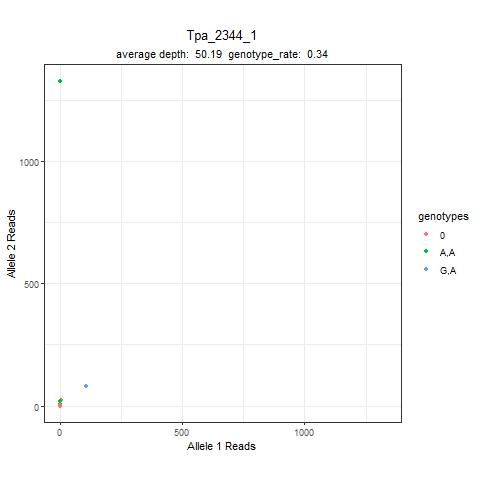 Tpa_2344_1
average depth:  50.19  genotype_rate:  0.34
Allele 2 Reads
1000
500
0
0
500
1000
Allele 1 Reads
genotypes
0
A,A
G,A